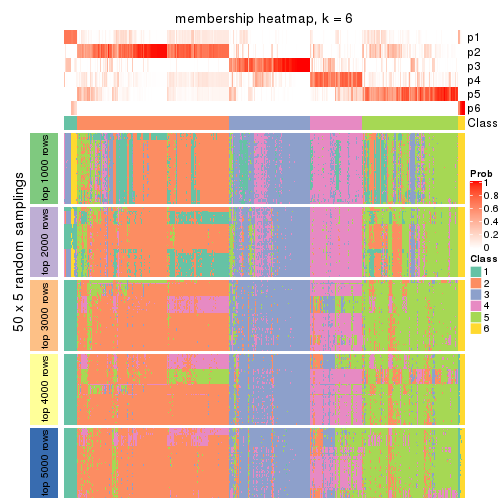 membership heatmap, k = 6
p1
p2
p3
p4
p5
p6
Class
50 x 5 random samplings
top 1000 rows
top 2000 rows
top 3000 rows
top 4000 rows
top 5000 rows
Prob
1
0.8
0.6
0.4
0.2
0
Class
1
2
3
4
5
6